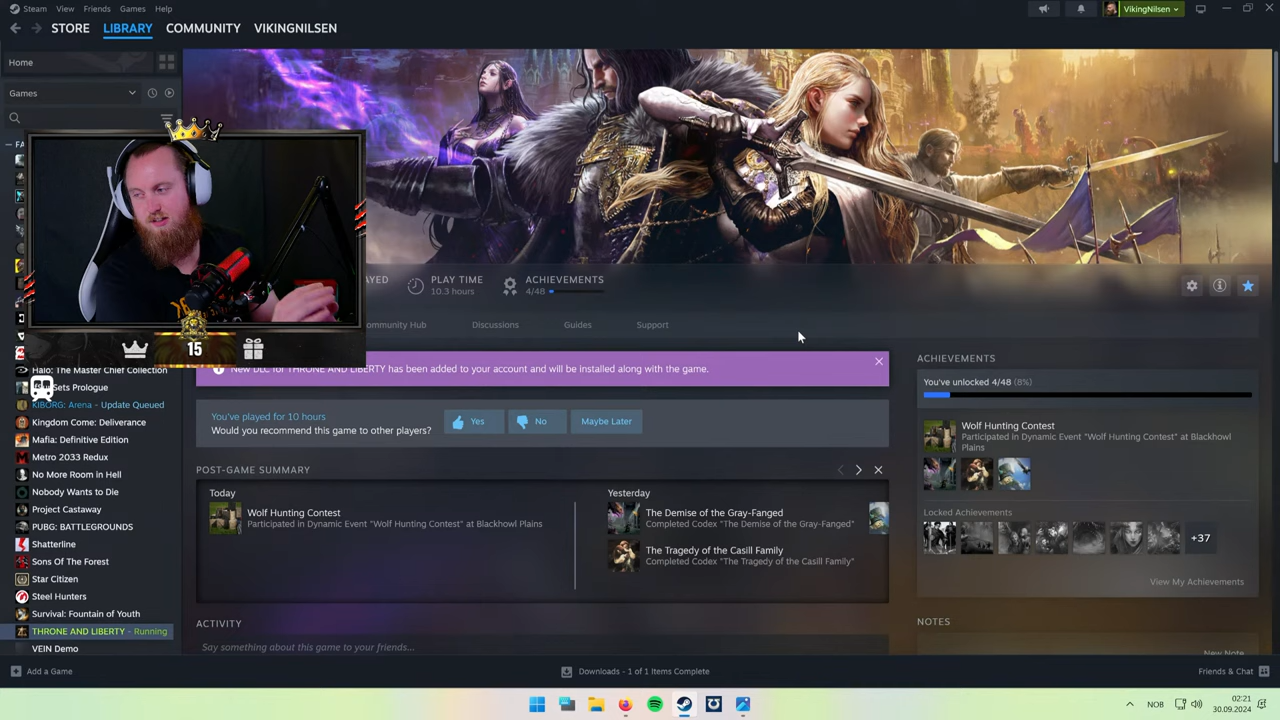 Steam View Friends Games Help
VikingNilsen
STORE LIBRARY COMMUNITY VIKINGNILSEN
Home
Games
PLAY TIME
10.3 hours
ACHIEVEMENTS
4/48
Discussions
Guides
Support
15
New DLC for THRONE AND LIBERTY has been added to your account and will be installed along with the game.
You've played for 10 hours
Would you recommend this game to other players?
Yes
No
Maybe Later
POST-GAME SUMMARY
Today
Wolf Hunting Contest
Participated in Dynamic Event "Wolf Hunting Contest" at Blackhowl Plains
Yesterday
The Demise of the Gray-Fanged
Completed Codex "The Demise of the Gray-Fanged"
The Tragedy of the Casill Family
Completed Codex "The Tragedy of the Casill Family"
ACTIVITY
Say something about this game to your friends...
ACHIEVEMENTS
You've unlocked 4/48 (8%)
Wolf Hunting Contest
Participated in Dynamic Event "Wolf Hunting Contest" at Blackhowl
Plains
Locked Achievements
+37
View My Achievements
NOTES
New Note
Halo: The Master Chief Collection
Sets Prologue
KIBORG: Arena - Update Queued
Kingdom Come: Deliverance
Mafia: Definitive Edition
Metro 2033 Redux
No More Room in Hell
Nobody Wants to Die
Project Castaway
PUBG: BATTLEGROUNDS
Shatterline
Sons Of The Forest
Star Citizen
Steel Hunters
Survival: Fountain of Youth
THRONE AND LIBERTY - Running
VEIN Demo
Add a Game
Downloads - 1 of 1 Items Complete
Friends & Chat
NOB
02:21
30.09.2024